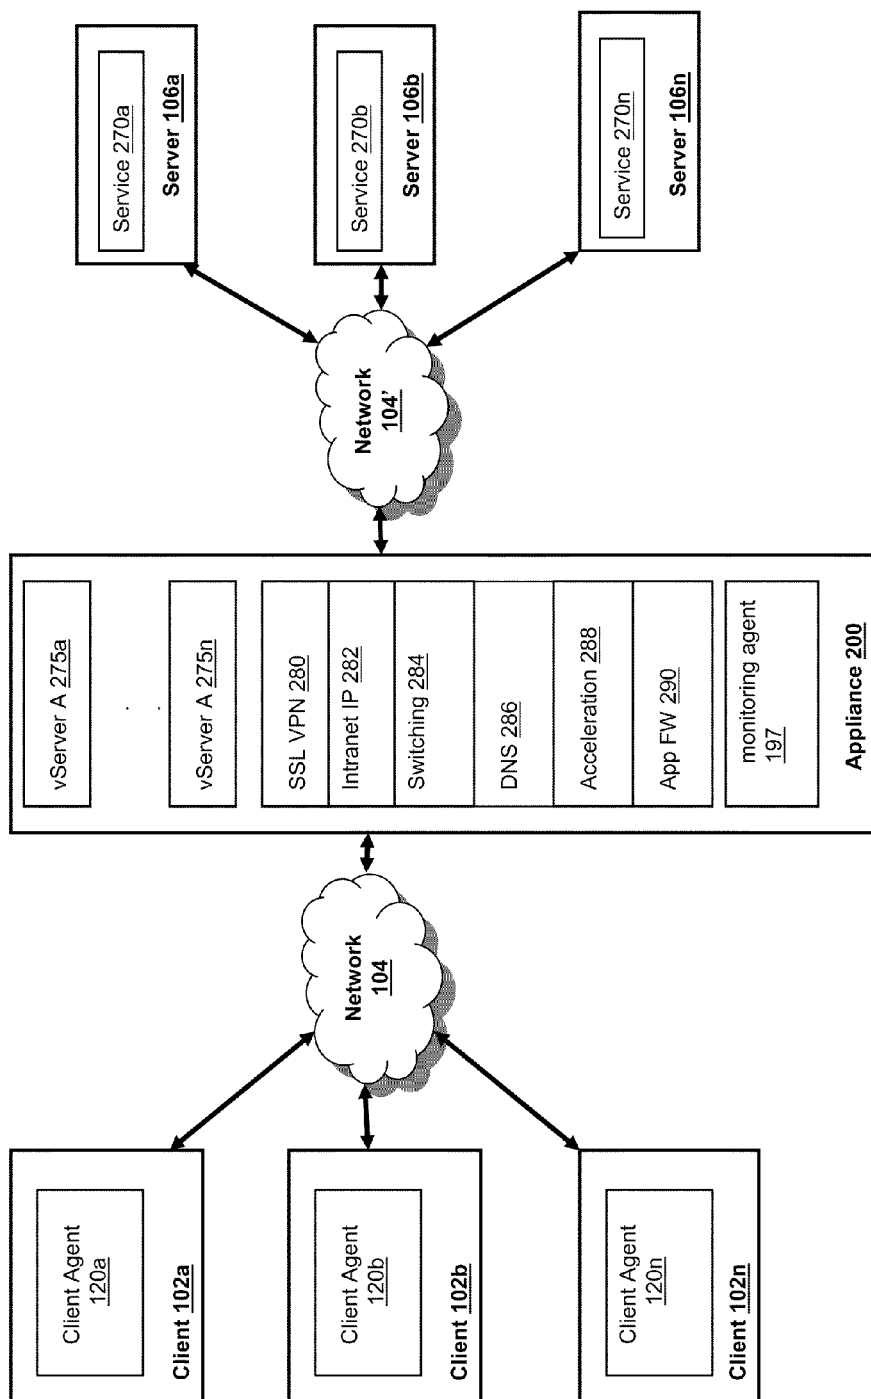 Client Agent
120a
Client 102a
Client Agent
120b
Client 102b
Client Agent
120n
Client 102n
Network
104
vServer A 275a
vServer A 275n
SSL VPN 280
Intranet IP 282
Switching 284
DNS 286
Acceleration 288
App FW 290
monitoring agent
197
Appliance 200
Network
104’
Service 270a
Server 106a
Service 270b
Server 106b
Service 270n
Server 106n